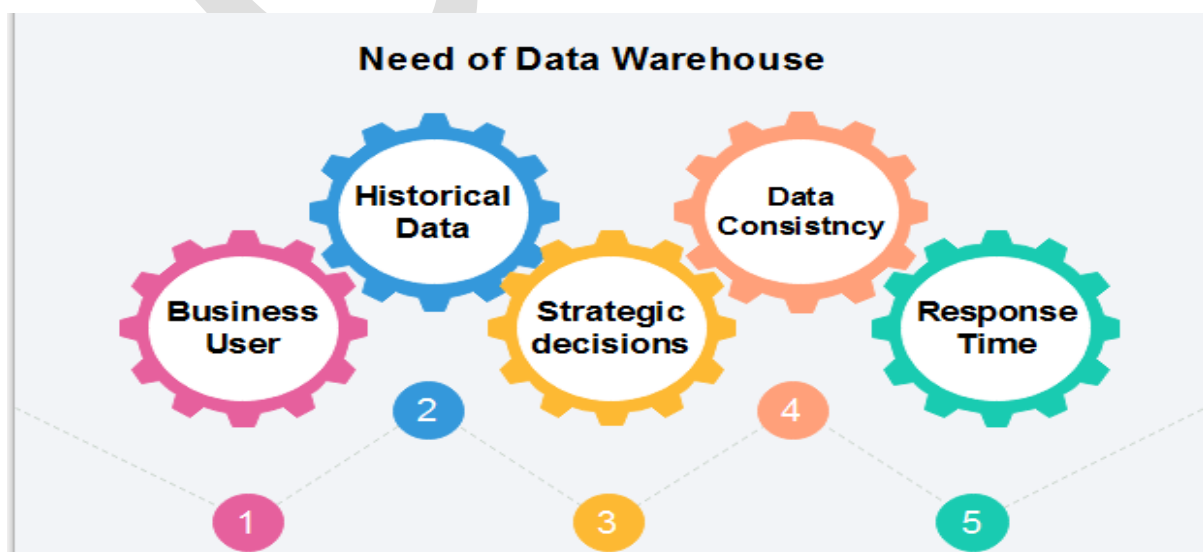 Need of Data Warehouse
Historical
Data
Data
Consistncy
Business
User
Strategic
decisions
Response
Time
2
4
1
3
5